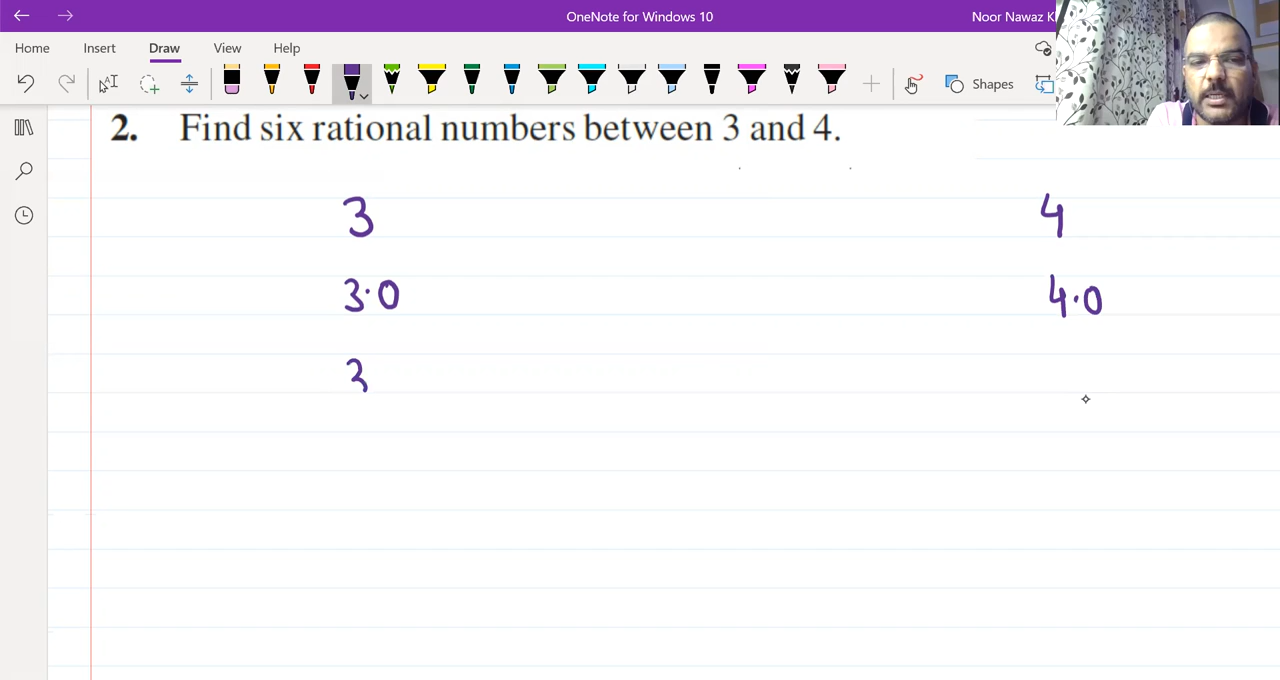 OneNote for Windows 10
Noor Nawaz K
Home Insert Draw View Help
Shapes
2. Find six rational numbers between 3 and 4.
3 4
3.0 4.0
3